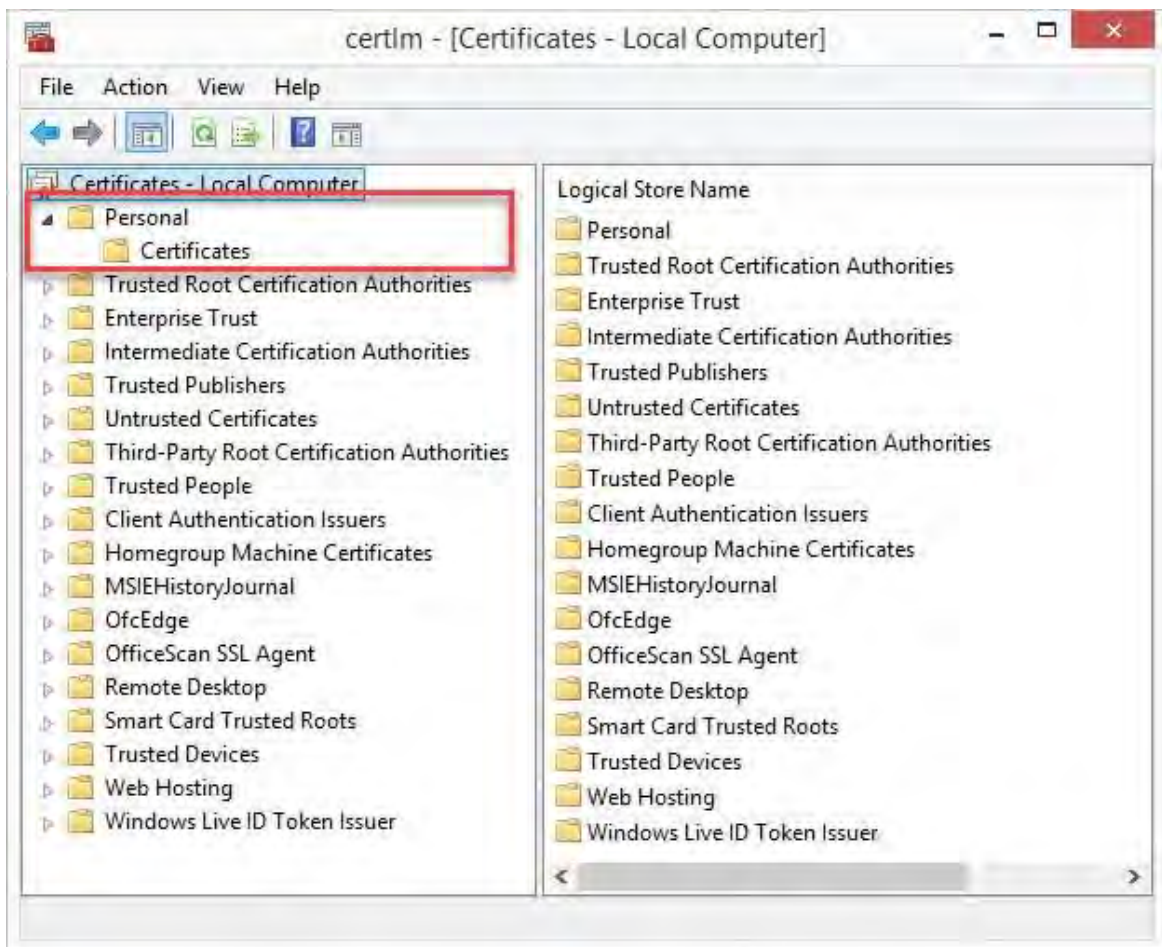 certlm - [Certificates - Local Computer]
File Action View Help
Certificates - Local Computer
Personal
Certificates
Trusted Root Certification Authorities
Enterprise Trust
Intermediate Certification Authorities
Trusted Publishers
Untrusted Certificates
Third-Party Root Certification Authorities
Trusted People
Client Authentication Issuers
Homegroup Machine Certificates
MSIEHistoryJournal
OfcEdge
OfficeScan SSL Agent
Remote Desktop
Smart Card Trusted Roots
Trusted Devices
Web Hosting
Windows Live ID Token Issuer
Logical Store Name
Personal
Trusted Root Certification Authorities
Enterprise Trust
Intermediate Certification Authorities
Trusted Publishers
Untrusted Certificates
Third-Party Root Certification Authorities
Trusted People
Client Authentication Issuers
Homegroup Machine Certificates
MSIEHistoryJournal
OfcEdge
OfficeScan SSL Agent
Remote Desktop
Smart Card Trusted Roots
Trusted Devices
Web Hosting
Windows Live ID Token Issuer